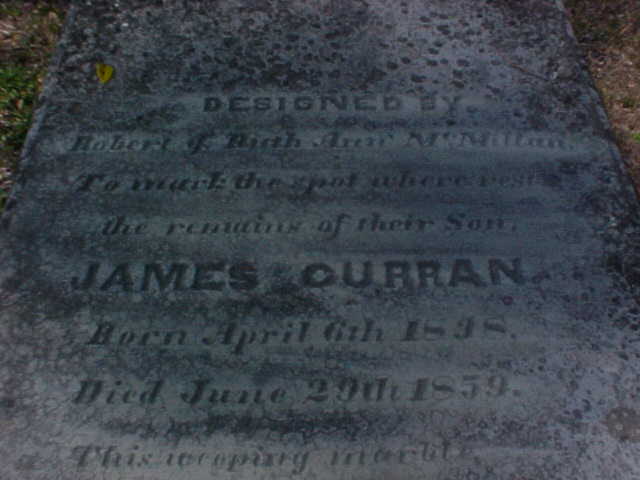 DESIGNED BY
Robert & Ruth Ann McMillan,
To mark the spot where rest
the remains of their Son,
JAMES CURRAN
Born April 6th 1838.
Died June 29th 1859.
This weeping marble,